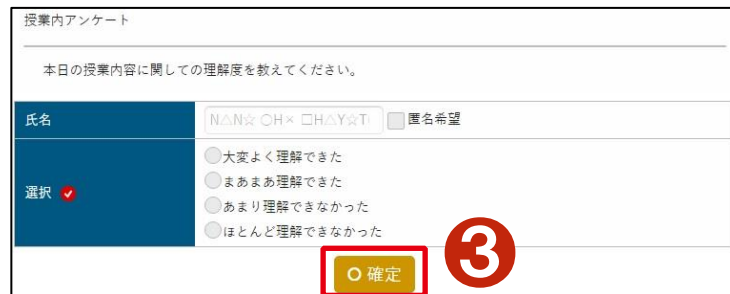 授業内アンケート
本日の授業内容に関しての理解度を教えてください。
氏名
N△N☆ ○H× □H△Y☆T
匿名希望
選択
大変よく理解できた
まあまあ理解できた
あまり理解できなかった
ほとんど理解できなかった
確定
3